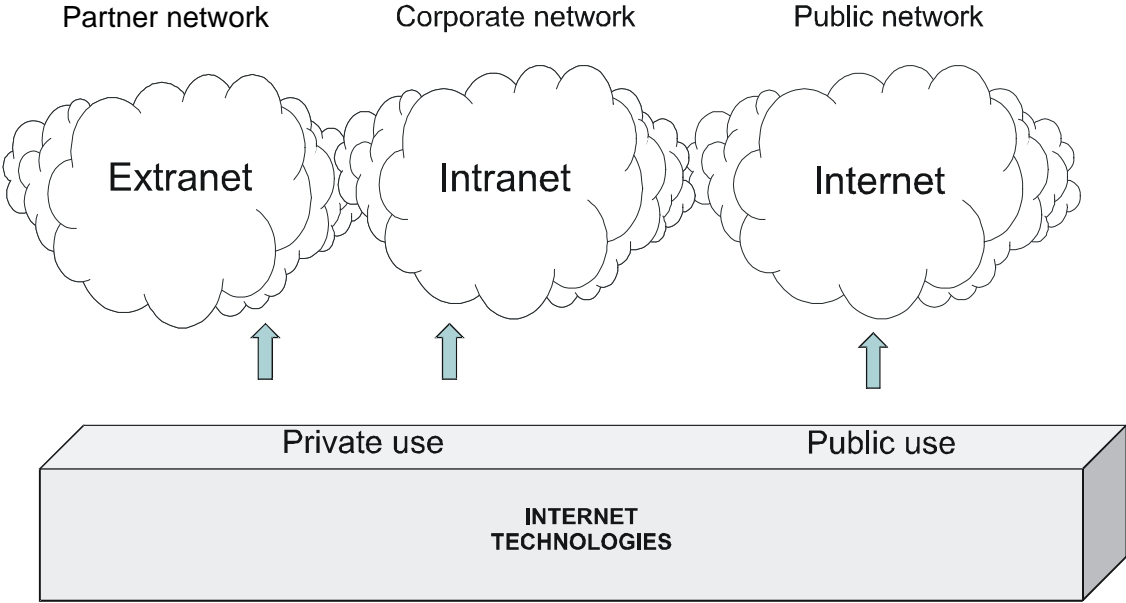 Partner network
Corporate network
Public network
Extranet
Intranet
Internet
Private use
Public use
INTERNET
TECHNOLOGIES